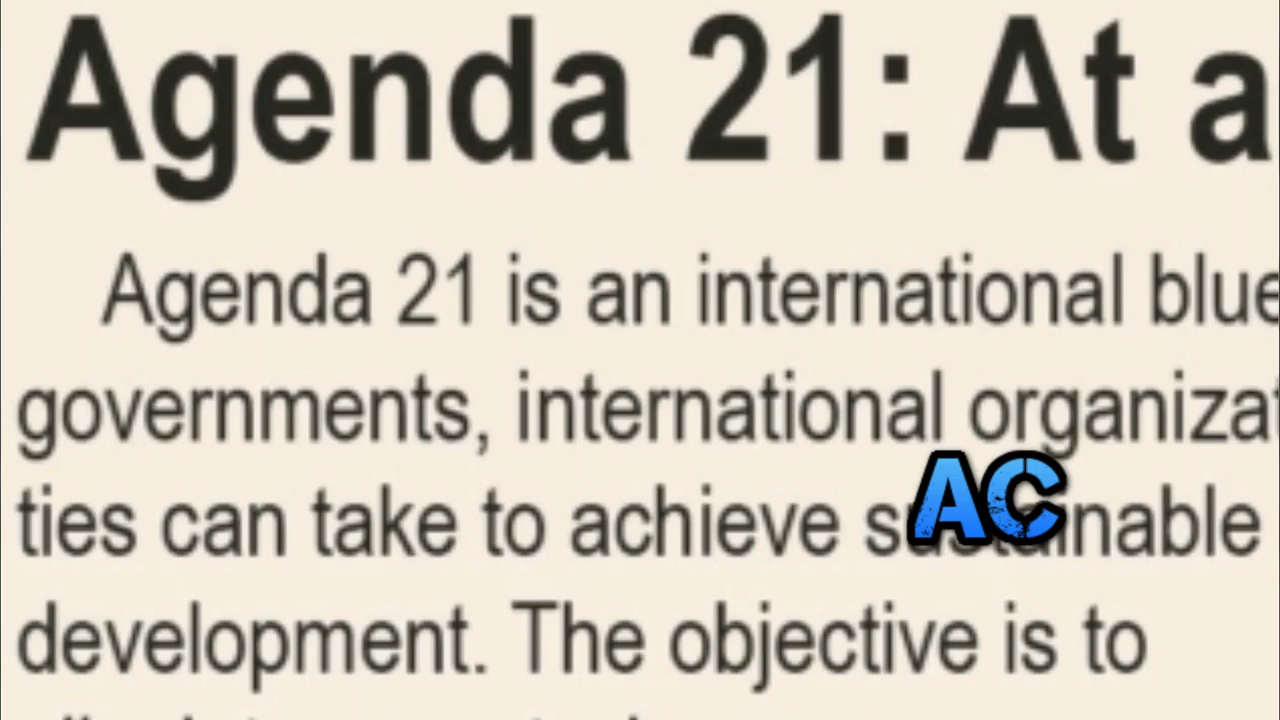 Agenda 21: At a
Agenda 21 is an international blue
governments, international organizat
ties can take to achieve sustainable
AC
development. The objective is to